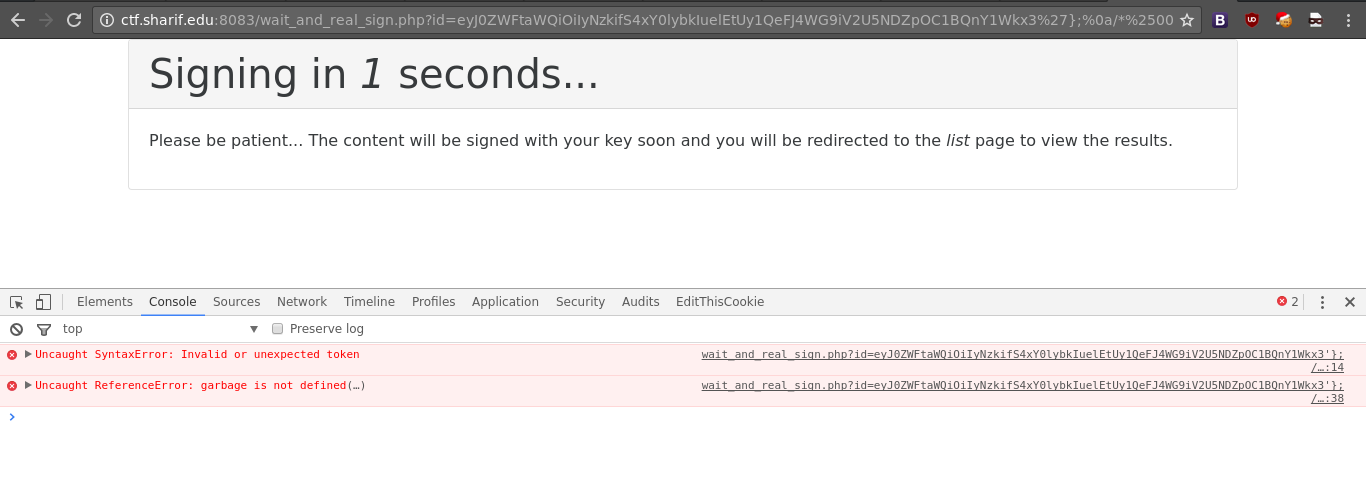 ctf.sharif.edu:8083/wait_and_real_sign.php?id=eyJ0ZWFtaWQiOiIyNzkifS4xY0lybkIuelEtUy1QeFJ4WG9iV2U5NDZpOC1BQnY1Wkx3%27};%0a/*%2500
B
UD
Signing in 1 seconds...
Please be patient... The content will be signed with your key soon and you will be redirected to the list page to view the results.
Elements Console Sources Network Timeline Profiles Application Security Audits EditThisCookie 2
top Preserve log
Uncaught SyntaxError: Invalid or unexpected token wait_and_real_sign.php?id=eyJ0ZWFtaWQiOiIyNzkifS4xY0lybkIuelEtUy1QeFJ4WG9iV2U5NDZpOC1BQnY1Wkx3'};
/…:14
Uncaught ReferenceError: garbage is not defined(…) wait_and_real_sign.php?id=eyJ0ZWFtaWQiOiIyNzkifS4xY0lybkIuelEtUy1QeFJ4WG9iV2U5NDZpOC1BQnY1Wkx3'};
/…:38